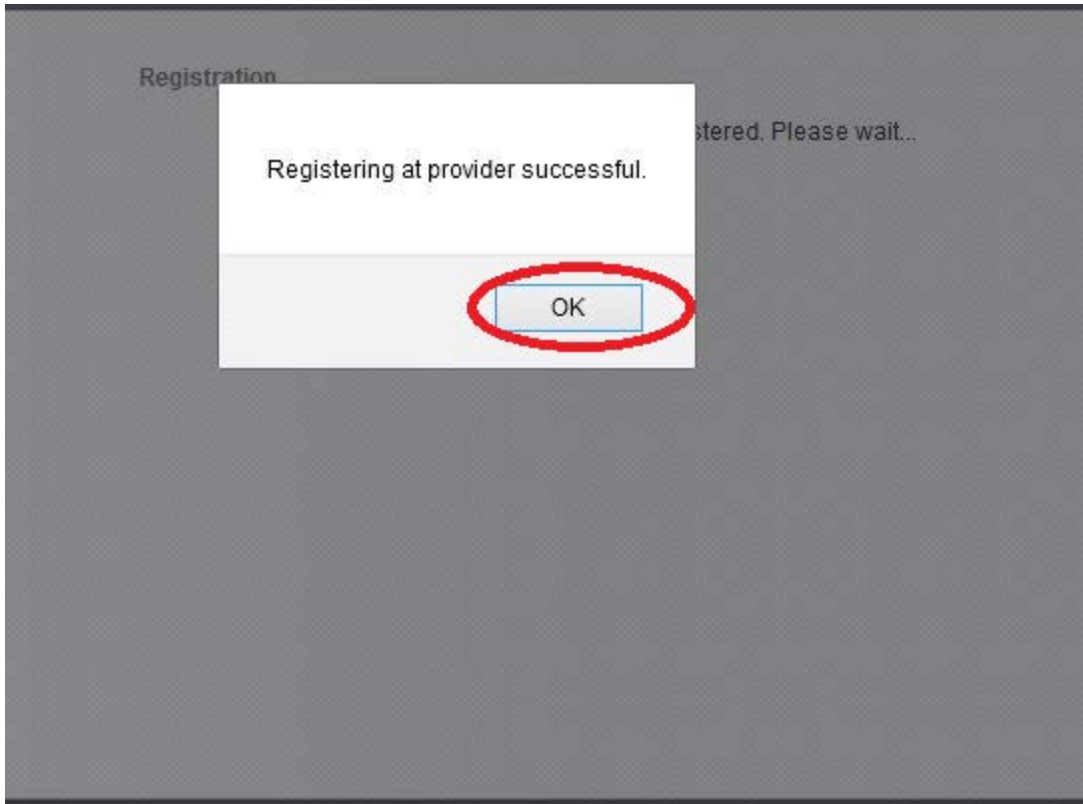 Registration
stered. Please wait...
Registering at provider successful.
OK